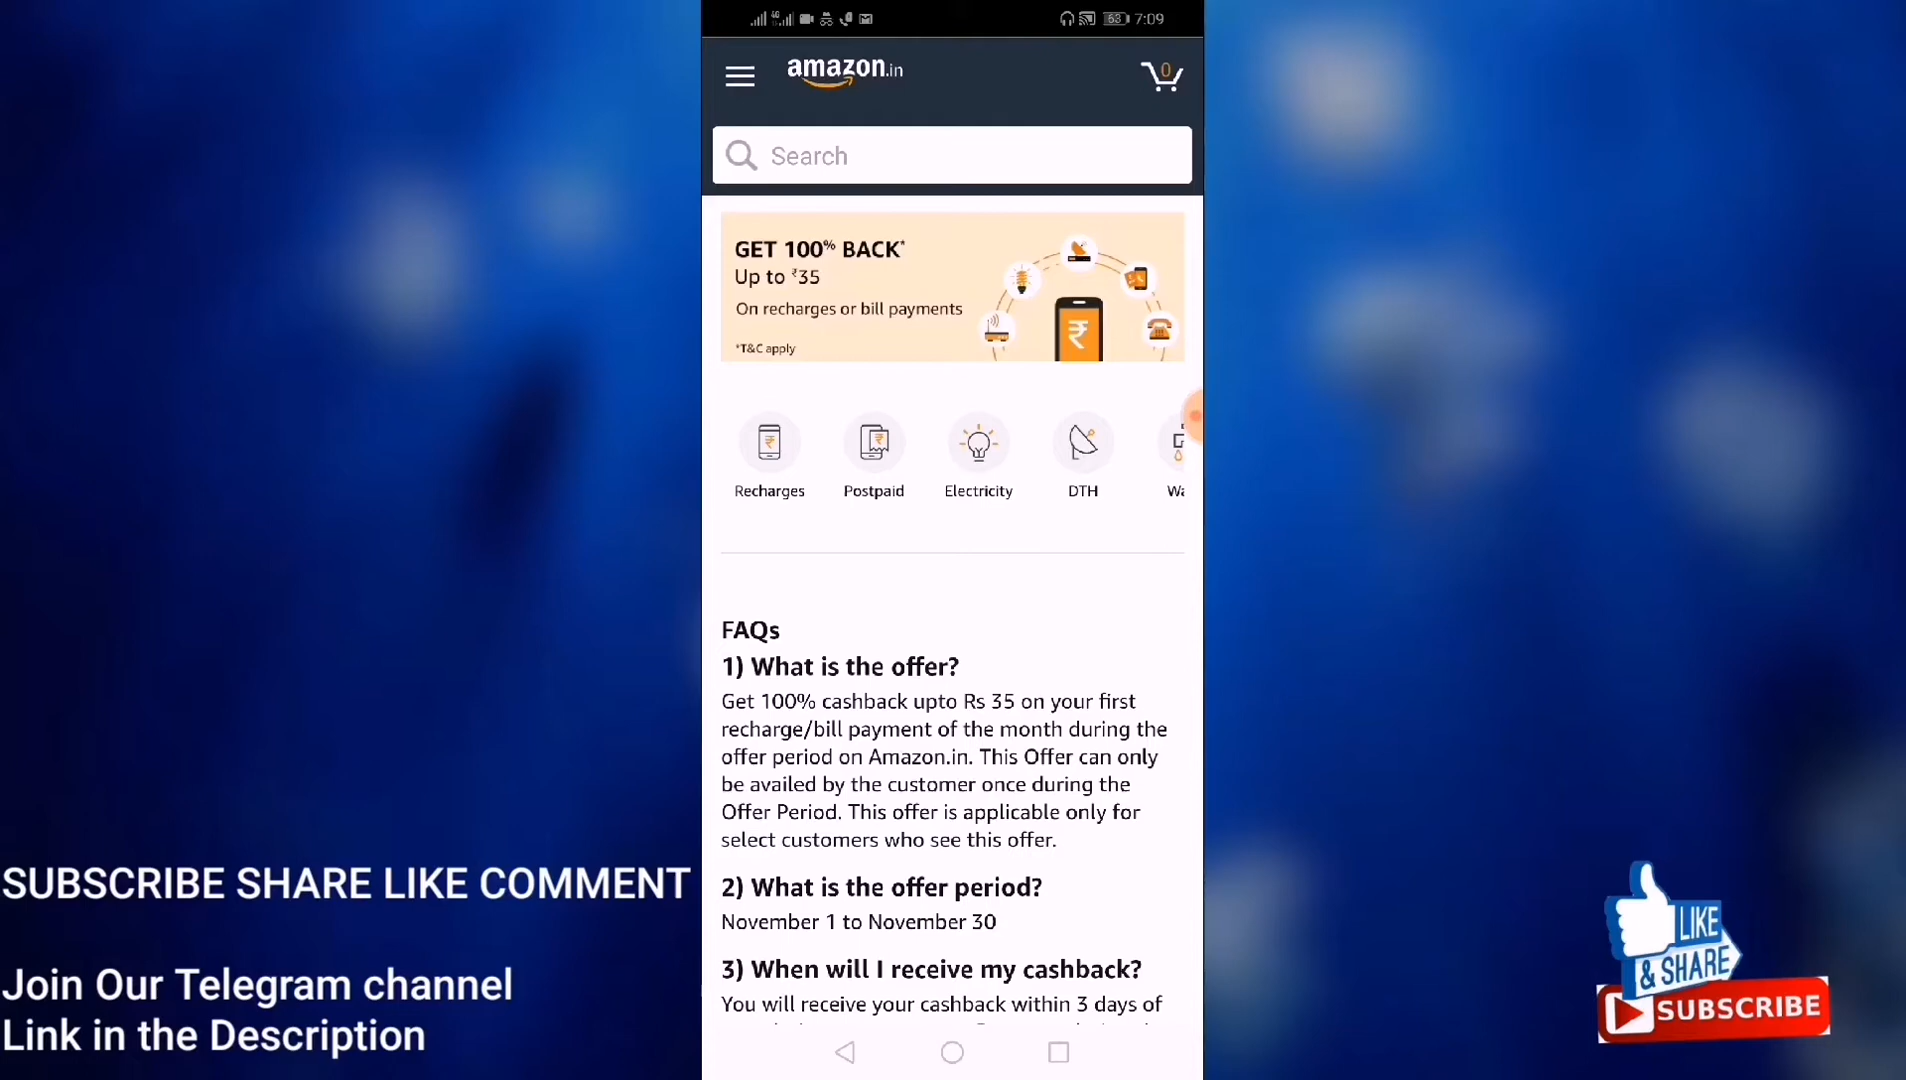 63 7:09
amazon.in
0
Search
GET 100% BACK*
Up to ₹35
On recharges or bill payments
*T&C apply
Recharges Postpaid Electricity DTH Wa
FAQs
1) What is the offer?
Get 100% cashback upto Rs 35 on your first
recharge/bill payment of the month during the
offer period on Amazon.in. This Offer can only
be availed by the customer once during the
Offer Period. This offer is applicable only for
select customers who see this offer.
2) What is the offer period?
November 1 to November 30
3) When will I receive my cashback?
You will receive your cashback within 3 days of
SUBSCRIBE SHARE LIKE COMMENT
Join Our Telegram channel
Link in the Description
LIKE
& SHARE
SUBSCRIBE